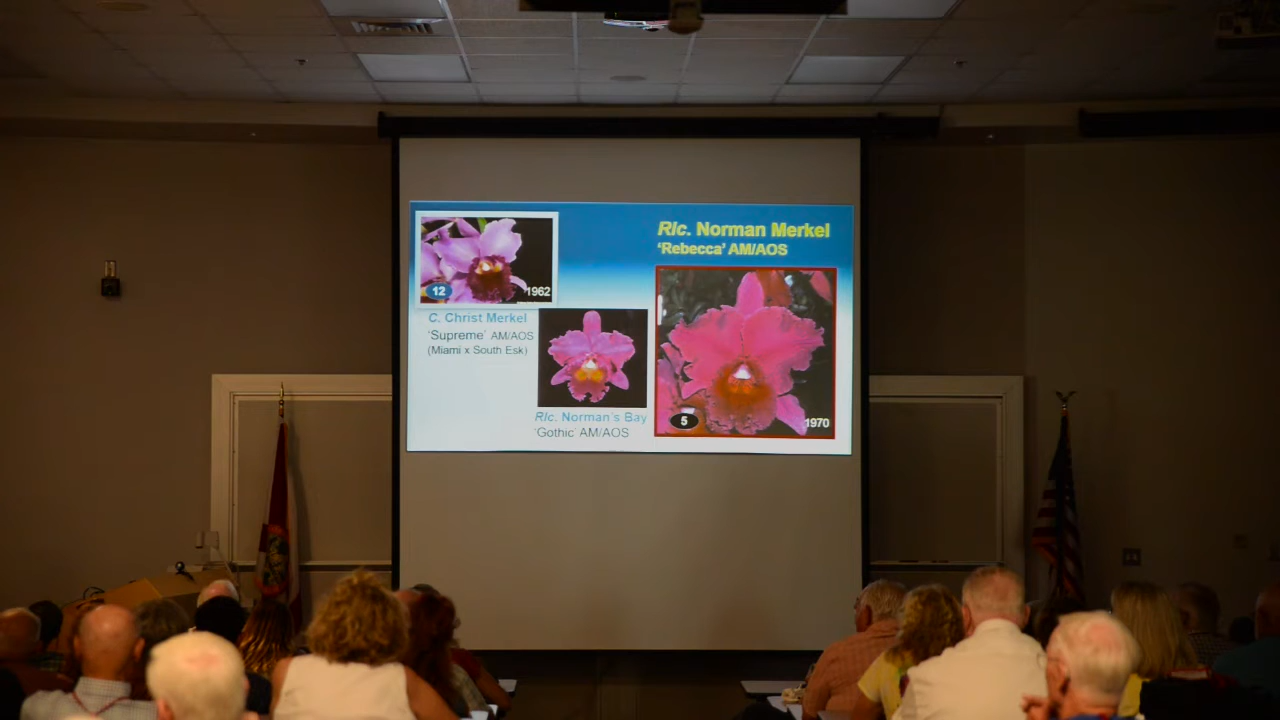 12
1962
C. Christ Merkel
'Supreme' AM/AOS
(Miami x South Esk)
Rlc. Norman's Bay
'Gothic' AM/AOS
Rlc. Norman Merkel
'Rebecca' AM/AOS
5
1970